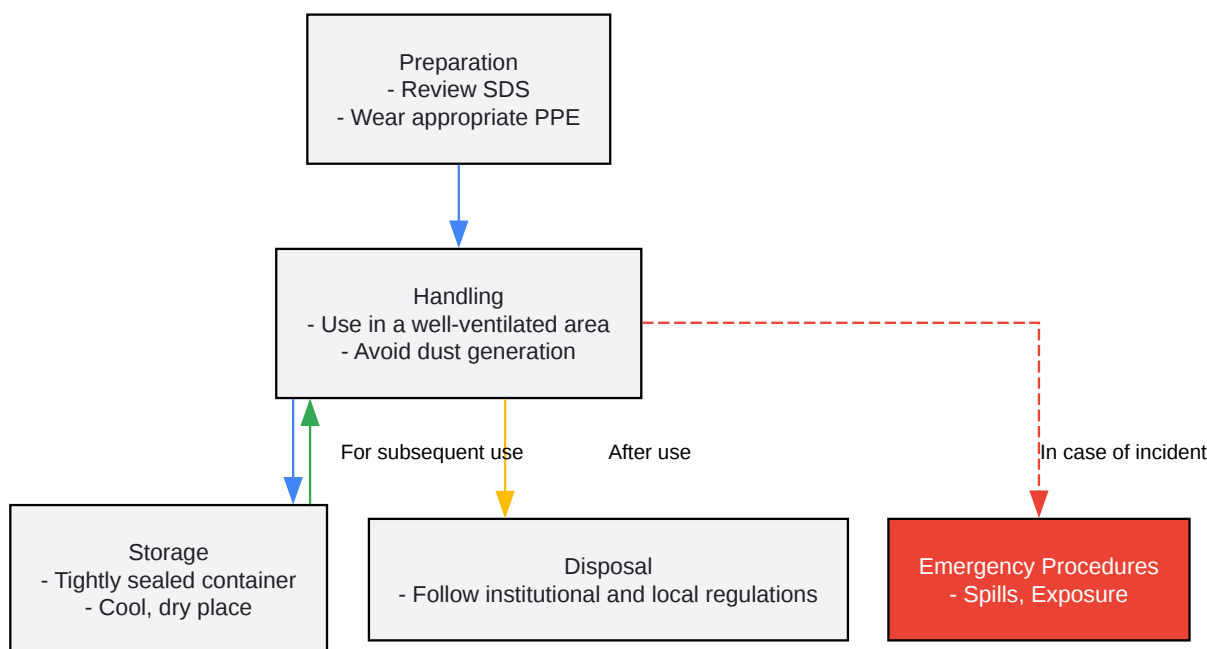 Preparation
- Review SDS
- Wear appropriate PPE
Handling
- Use in a well-ventilated area
- Avoid dust generation
For subsequent use
After use
In case of incident
Storage
- Tightly sealed container
- Cool, dry place
Disposal
- Follow institutional and local regulations
Emergency Procedures
- Spills, Exposure